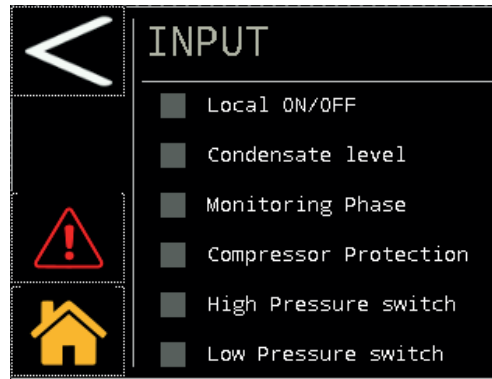 INPUT
Local ON/OFF
Condensate level
Monitoring Phase
Compressor Protection
High Pressure switch
Low Pressure switch